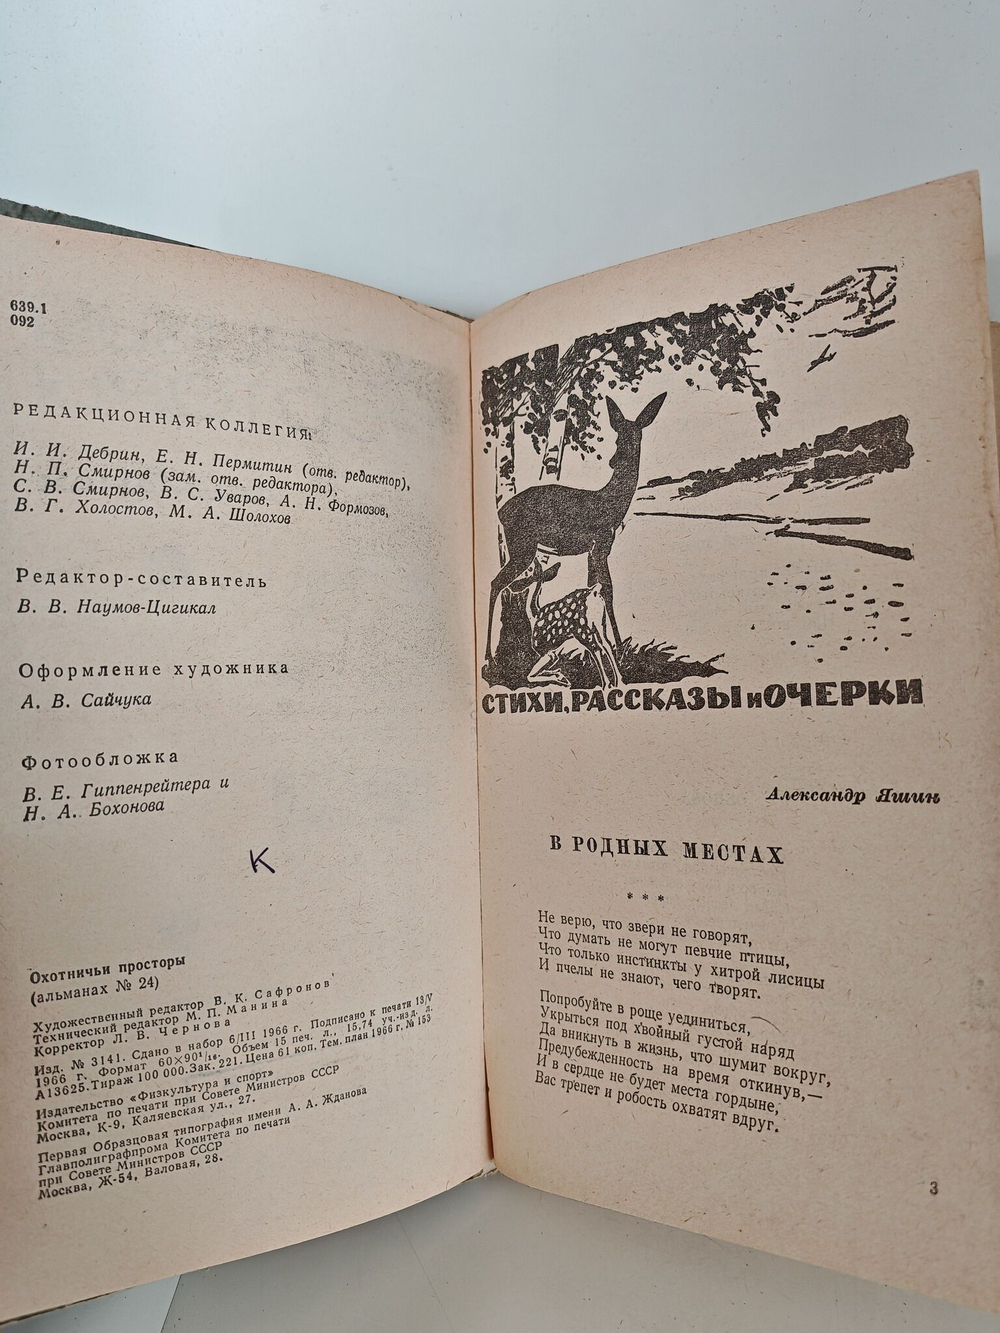 639.1
092
РЕДАКЦИОННАЯ КОЛЛЕГИЯ:
И. И. Дебрин, Е. Н. Пермитин (отв. редактор),
Н. П. Смирнов (зам. отв. редактора),
С. В. Смирнов, В. С. Уваров, А. Н. Формозов,
В. Г. Холостов, М. А. Шолохов
Редактор-составитель
В. В. Наумов-Цигикал
Оформление художника
А. В. Сайчука
Фотообложка
В. Е. Гиппенрейтера и
Н. А. Бохонова
К
Охотничьи просторы
(альманах № 24)
Художественный редактор В. К. Сафронов
Технический редактор М. П. Манина
Корректор Л. В. Чернова
Изд. № 3141. Сдано в набор 6/III 1966 г. Подписано к печати 13/V
1966 г. Формат 60×90¹/₁₆. Объем 15 печ. л., 15,74 уч.-изд. л.
А13625. Тираж 100 000. Зак. 221. Цена 61 коп. Тем. план 1966 г. № 153
Издательство «Физкультура и спорт»
Комитета по печати при Совете Министров СССР
Москва, К-9, Каляевская ул., 27.
Первая Образцовая типография имени А. А. Жданова
Главполиграфпрома Комитета по печати
при Совете Министров СССР
Москва, Ж-54, Валовая, 28.
СТИХИ, РАССКАЗЫ и ОЧЕРКИ
Александр Яшин
В РОДНЫХ МЕСТАХ
* * *
Не верю, что звери не говорят,
Что думать не могут певчие птицы,
Что только инстинкты у хитрой лисицы
И пчелы не знают, чего творят.
Попробуйте в роще уединиться,
Укрыться под хвойный густой наряд
Да вникнуть в жизнь, что шумит вокруг,
Предубежденность на время откинув,—
И в сердце не будет места гордыне,
Вас трепет и робость охватят вдруг.
3